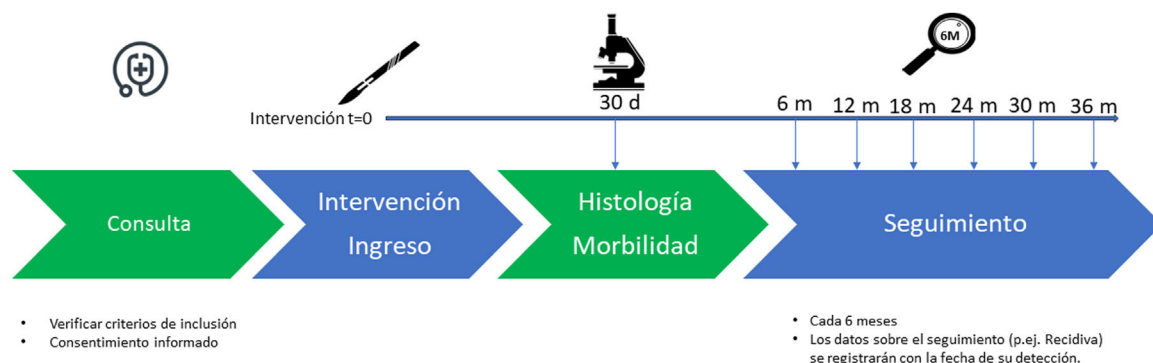 6M
30 d
6 m 12 m 18 m 24 m 30 m 36 m
Intervención t=0
Consulta
Intervención
Ingreso
Histología
Morbilidad
Seguimiento
• Verificar criterios de inclusión
• Consentimiento informado
• Cada 6 meses
• Los datos sobre el seguimiento (p.ej. Recidiva)
se registrarán con la fecha de su detección.